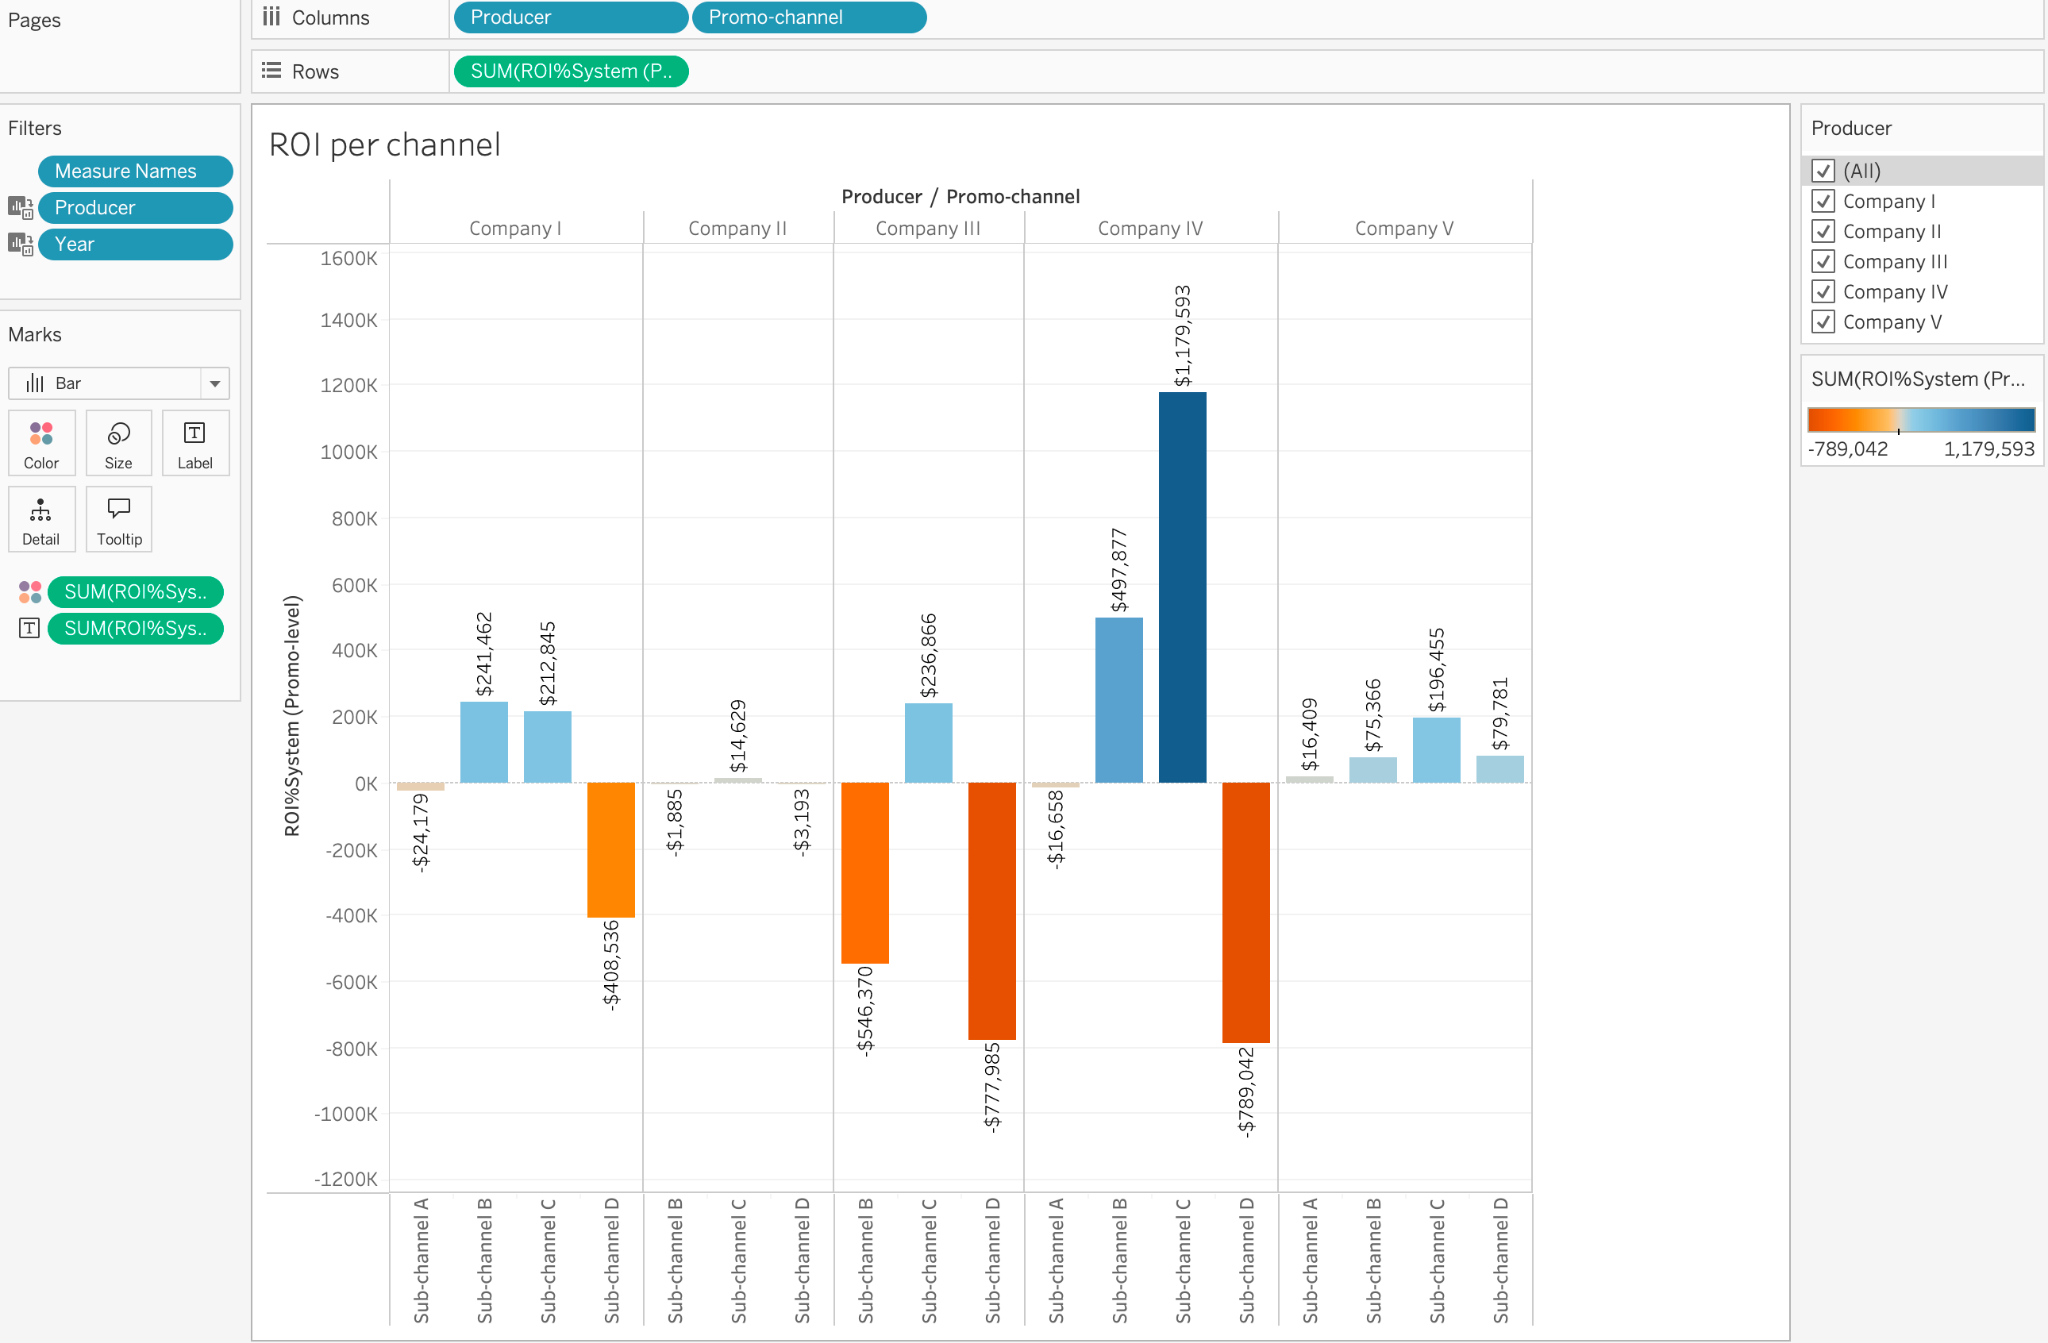 Pages
Columns
Producer
Promo-channel
Rows
SUM(ROI%System (P..
Filters
Measure Names
Producer
Year
Marks
Bar
Color
Size
Label
Detail
Tooltip
SUM(ROI%Sys..
SUM(ROI%Sys..
ROI per channel
Producer / Promo-channel
Company I
Company II
Company III
Company IV
Company V
ROI%System (Promo-level)
1600K
1400K
1200K
1000K
800K
600K
400K
200K
0K
-200K
-400K
-600K
-800K
-1000K
-1200K
-$24,179
$241,462
$212,845
-$408,536
-$1,885
$14,629
-$3,193
-$546,370
$236,866
-$777,985
-$16,658
$497,877
$1,179,593
-$789,042
$16,409
$75,366
$196,455
$79,781
Sub-channel A
Sub-channel B
Sub-channel C
Sub-channel D
Sub-channel B
Sub-channel C
Sub-channel D
Sub-channel B
Sub-channel C
Sub-channel D
Sub-channel A
Sub-channel B
Sub-channel C
Sub-channel D
Sub-channel A
Sub-channel B
Sub-channel C
Sub-channel D
Producer
(All)
Company I
Company II
Company III
Company IV
Company V
SUM(ROI%System (Pr...
-789,042
1,179,593